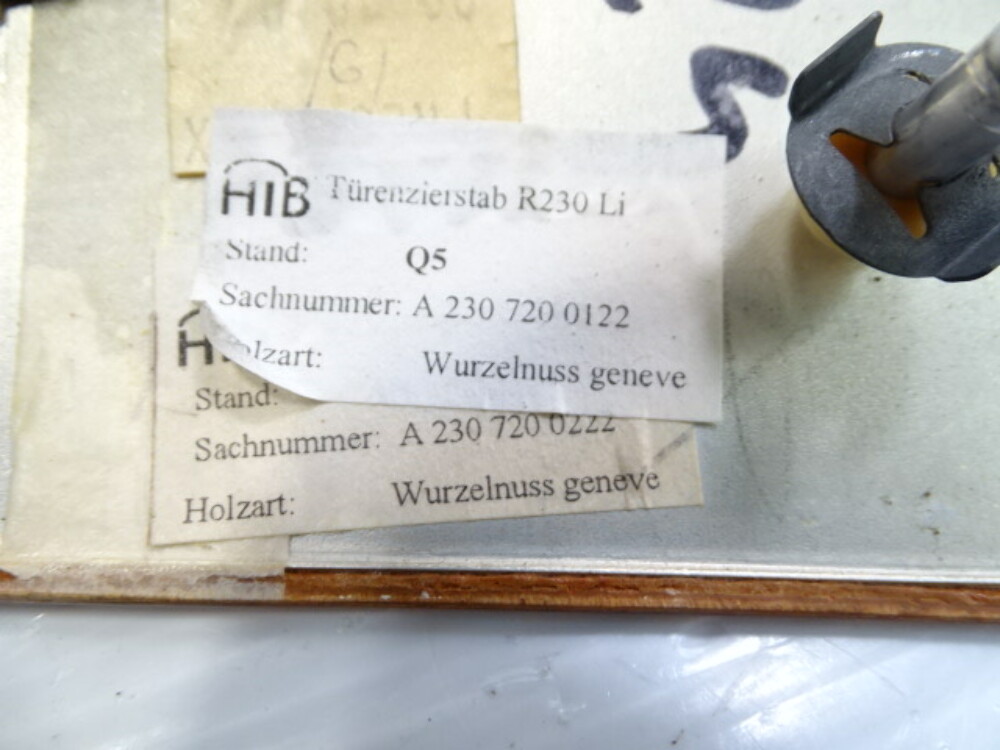 /G/
HIB Türenzierstab R230 Li
Stand: Q5
Sachnummer: A 230 720 0122
Holzart: Wurzelnuss geneve
Stand:
Sachnummer: A 230 720 0222
Holzart: Wurzelnuss geneve